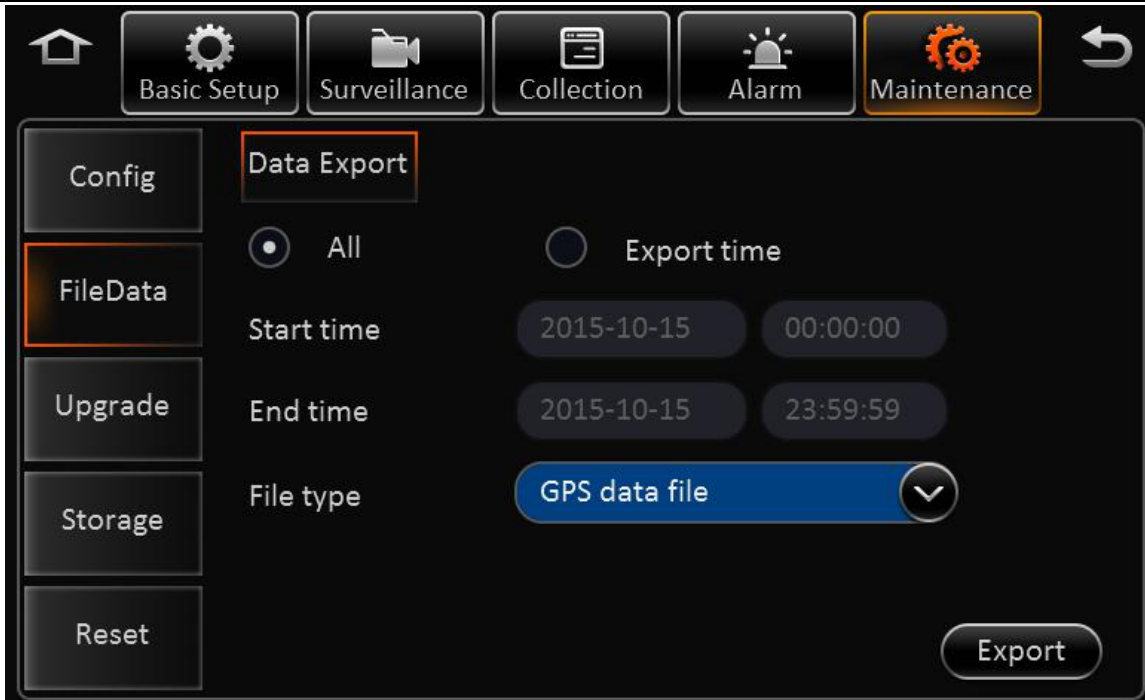 Basic Setup Surveillance Collection Alarm Maintenance
Config
FileData
Upgrade
Storage
Reset
Data Export
All Export time
Start time 2015-10-15 00:00:00
End time 2015-10-15 23:59:59
File type GPS data file
Export